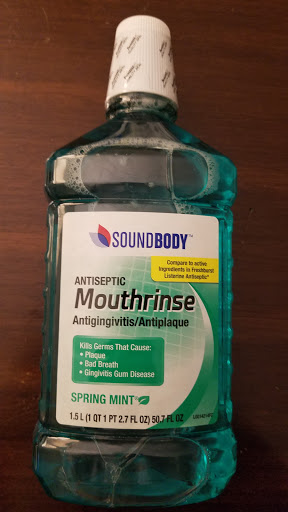 SOUNDBODY™
Compare to active
Ingredients in Freshburst
Listerine Antiseptic*
ANTISEPTIC
Mouthrinse
Antigingivitis/Antiplaque
Kills Germs That Cause:
• Plaque
• Bad Breath
• Gingivitis Gum Disease
SPRING MINT
1.5 L (1 QT 1 PT 2.7 FL OZ) 50.7 FL OZ